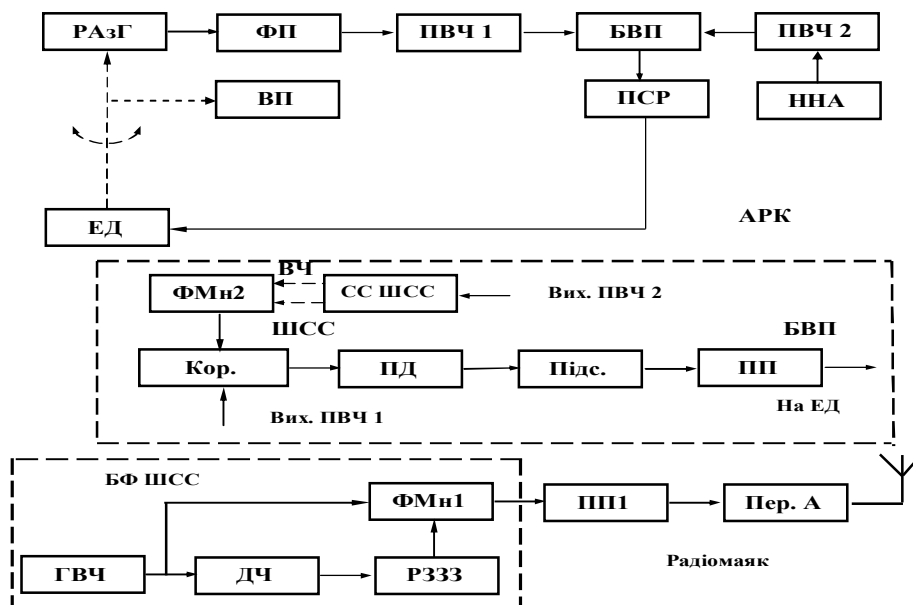 РАзГ ФП ПВЧ 1 БВП ПВЧ 2
ВП ПСР ННА
ЕД АРК
ВЧ
ФМн2 СС ШСС Вих. ПВЧ 2
ШСС БВП
Кор. ПД Підс. ПП
Вих. ПВЧ 1 На ЕД
БФ ШСС
ФМн1 ПП1 Пер. А
ГВЧ ДЧ РЗЗЗ Радіомаяк